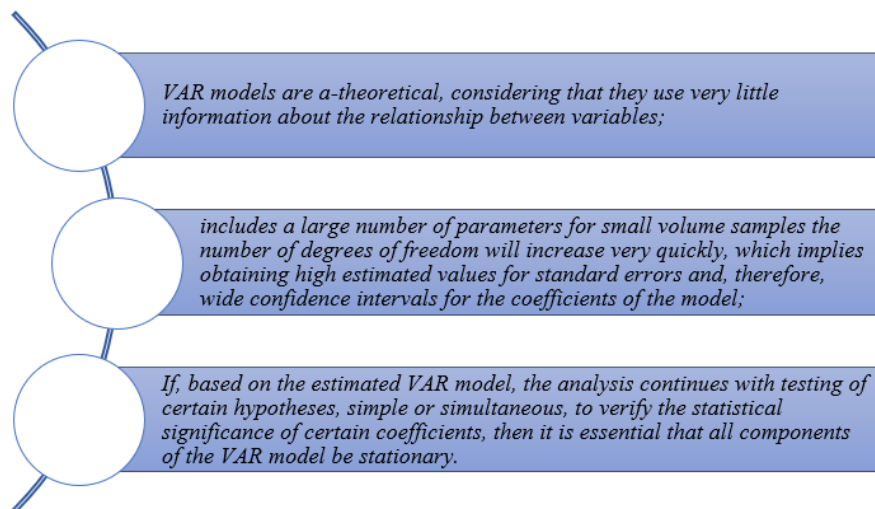 VAR models are a-theoretical, considering that they use very little
information about the relationship between variables;
includes a large number of parameters for small volume samples the
number of degrees of freedom will increase very quickly, which implies
obtaining high estimated values for standard errors and, therefore,
wide confidence intervals for the coefficients of the model;
If, based on the estimated VAR model, the analysis continues with testing of
certain hypotheses, simple or simultaneous, to verify the statistical
significance of certain coefficients, then it is essential that all components
of the VAR model be stationary.